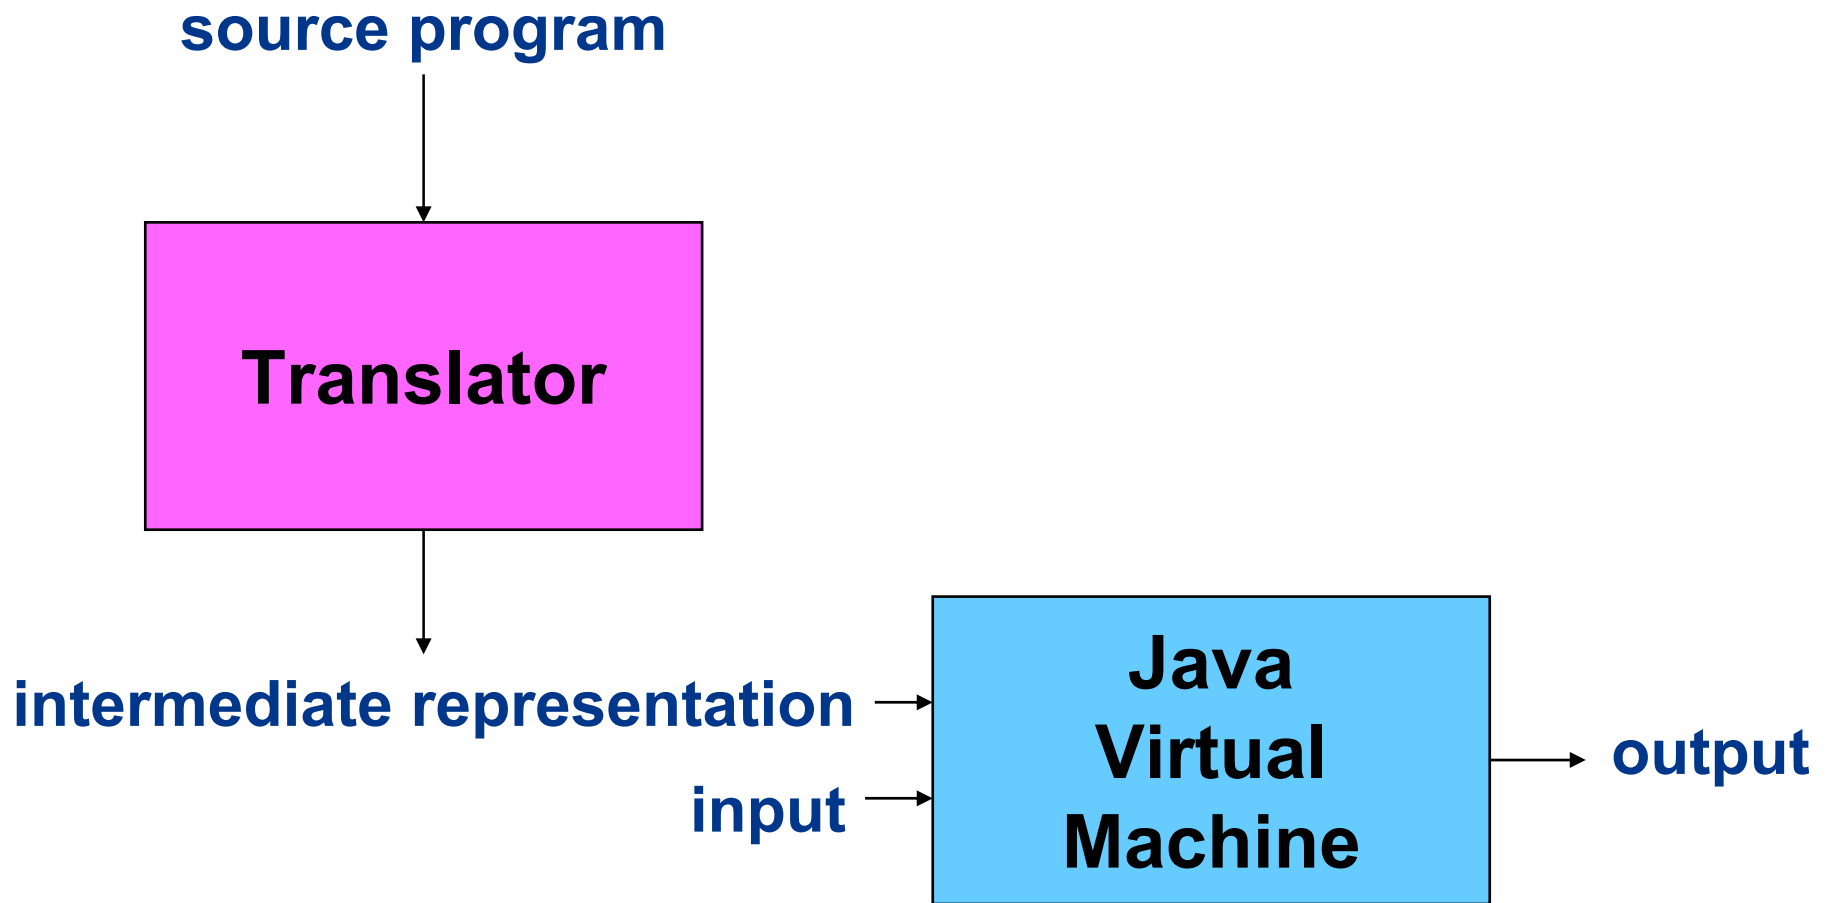 source program
Translator
intermediate representation
input
Java
Virtual
Machine
output